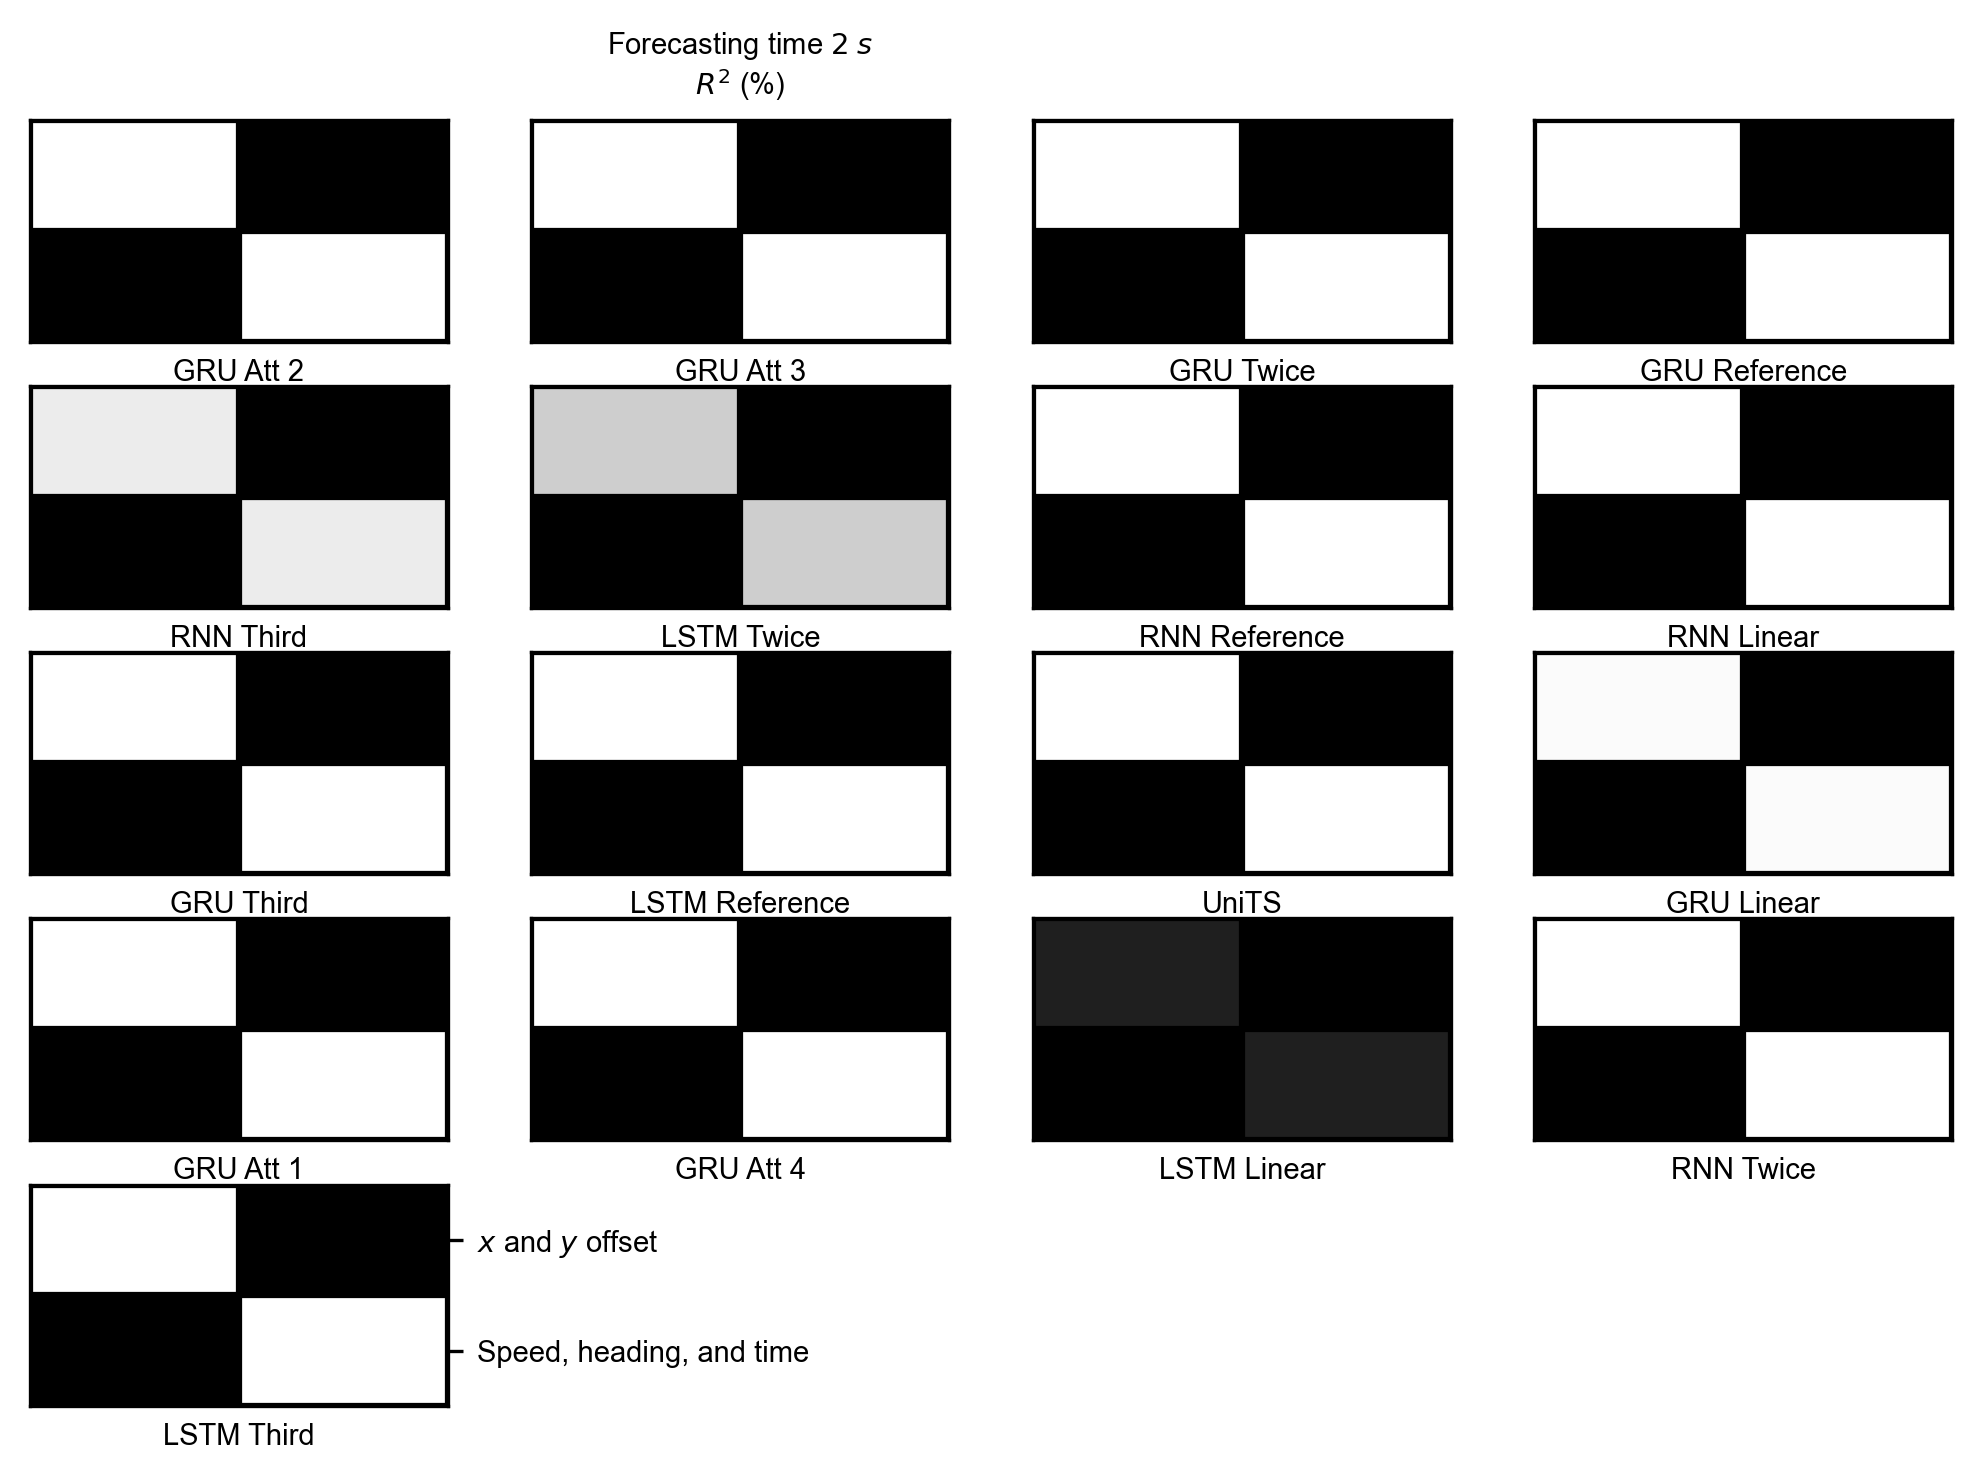 Forecasting time 2 s
R² (%)
GRU Att 2
GRU Att 3
GRU Twice
GRU Reference
RNN Third
LSTM Twice
RNN Reference
RNN Linear
GRU Third
LSTM Reference
UniTS
GRU Linear
GRU Att 1
GRU Att 4
LSTM Linear
RNN Twice
x and y offset
Speed, heading, and time
LSTM Third